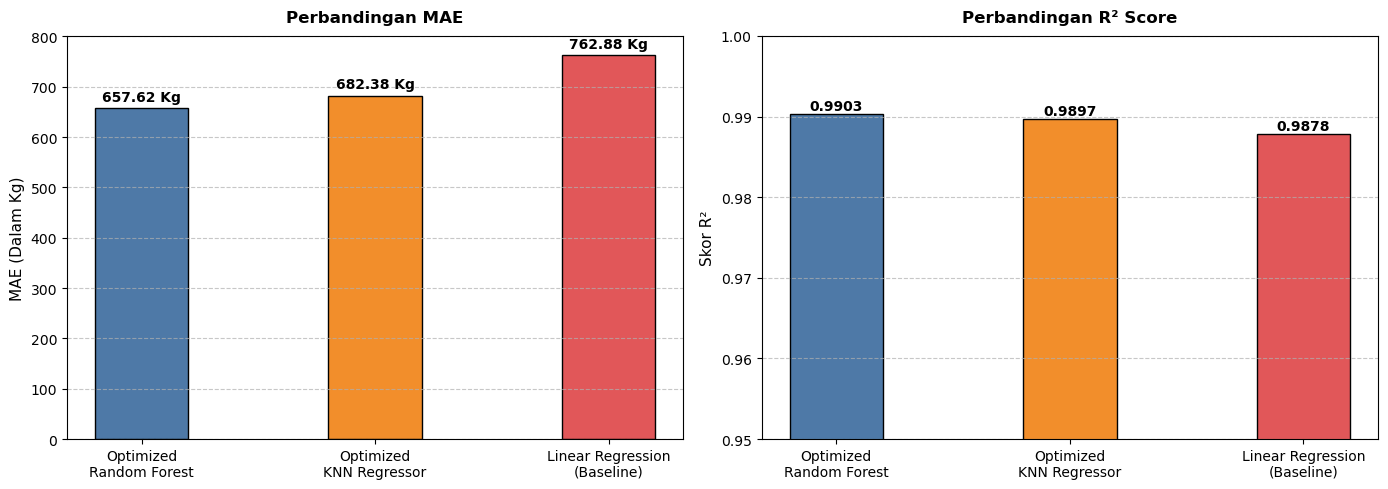 Perbandingan MAE
MAE (Dalam Kg)
800
700
600
500
400
300
200
100
0
657.62 Kg
682.38 Kg
762.88 Kg
Optimized
Random Forest
Optimized
KNN Regressor
Linear Regression
(Baseline)
Perbandingan R² Score
Skor R²
1.00
0.99
0.98
0.97
0.96
0.95
0.9903
0.9897
0.9878
Optimized
Random Forest
Optimized
KNN Regressor
Linear Regression
(Baseline)